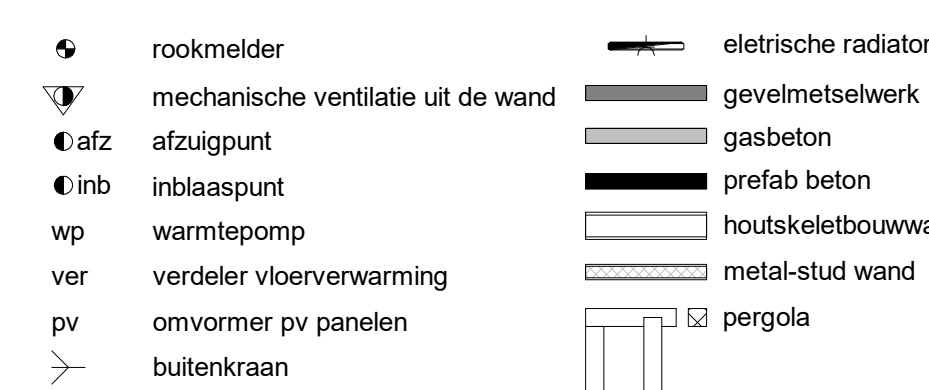 rookmelder
mechanische ventilatie uit de wand
afz afzuigpunt
inb inblaaspunt
wp warmtepomp
ver verdeler vloerverwarming
pv omvormer pv panelen
buitenkraan
eletrische radiator
gevelmetselwerk
gasbeton
prefab beton
houtskeletbouwwa
metal-stud wand
pergola